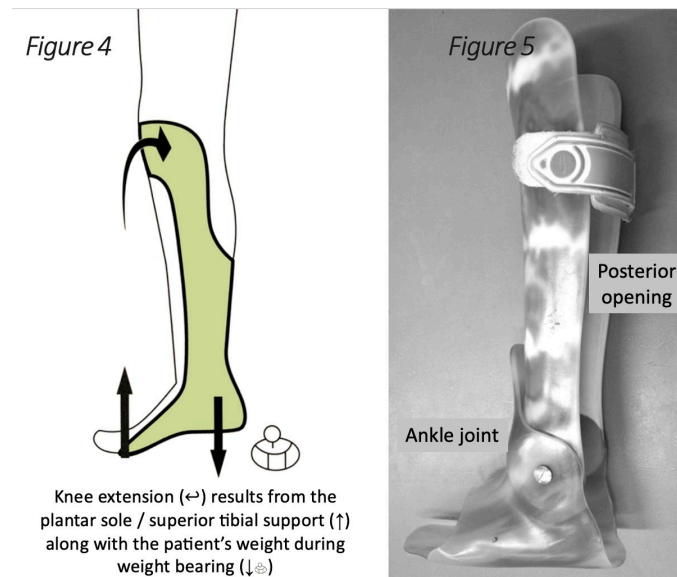 Figure 4
Knee extension (↩) results from the
plantar sole / superior tibial support (↑)
along with the patient’s weight during
weight bearing (↓)
Figure 5
Posterior
opening
Ankle joint